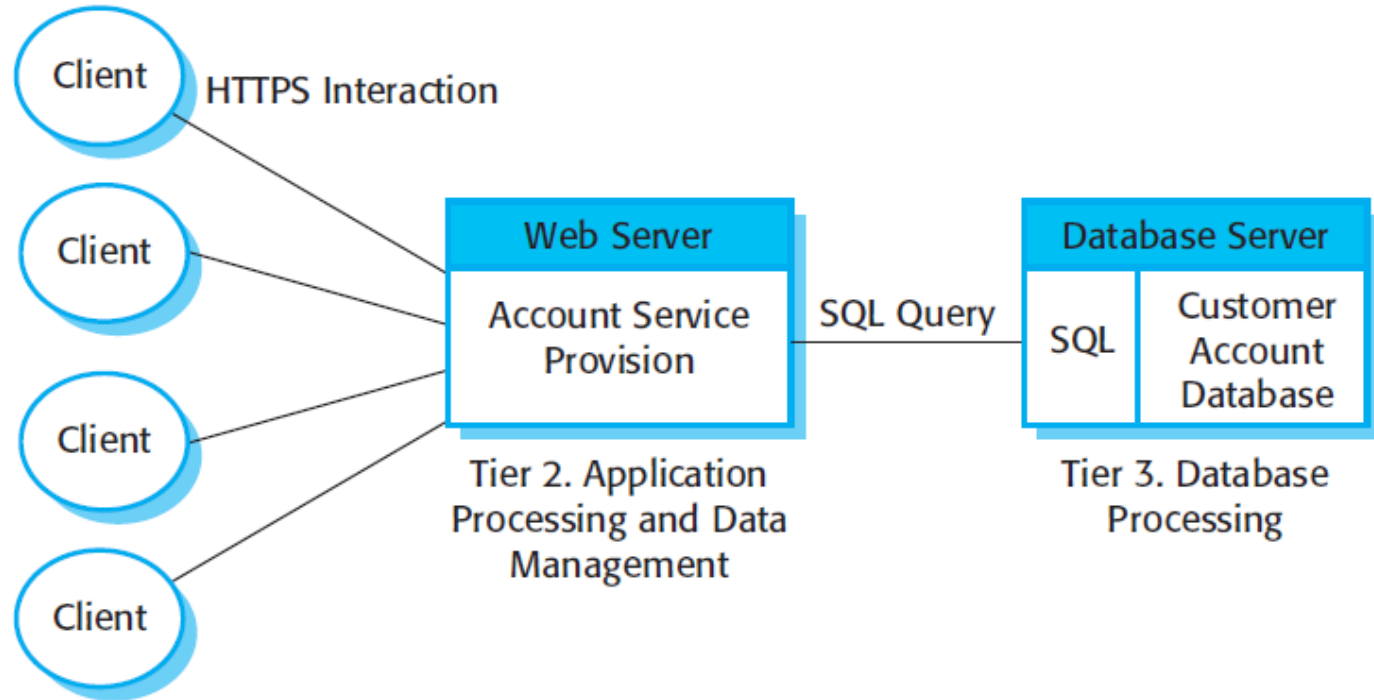 Client
HTTPS Interaction
Client
Client
Client
Web Server
Account Service
Provision
Tier 2. Application
Processing and Data
Management
SQL Query
Database Server
SQL
Customer
Account
Database
Tier 3. Database
Processing